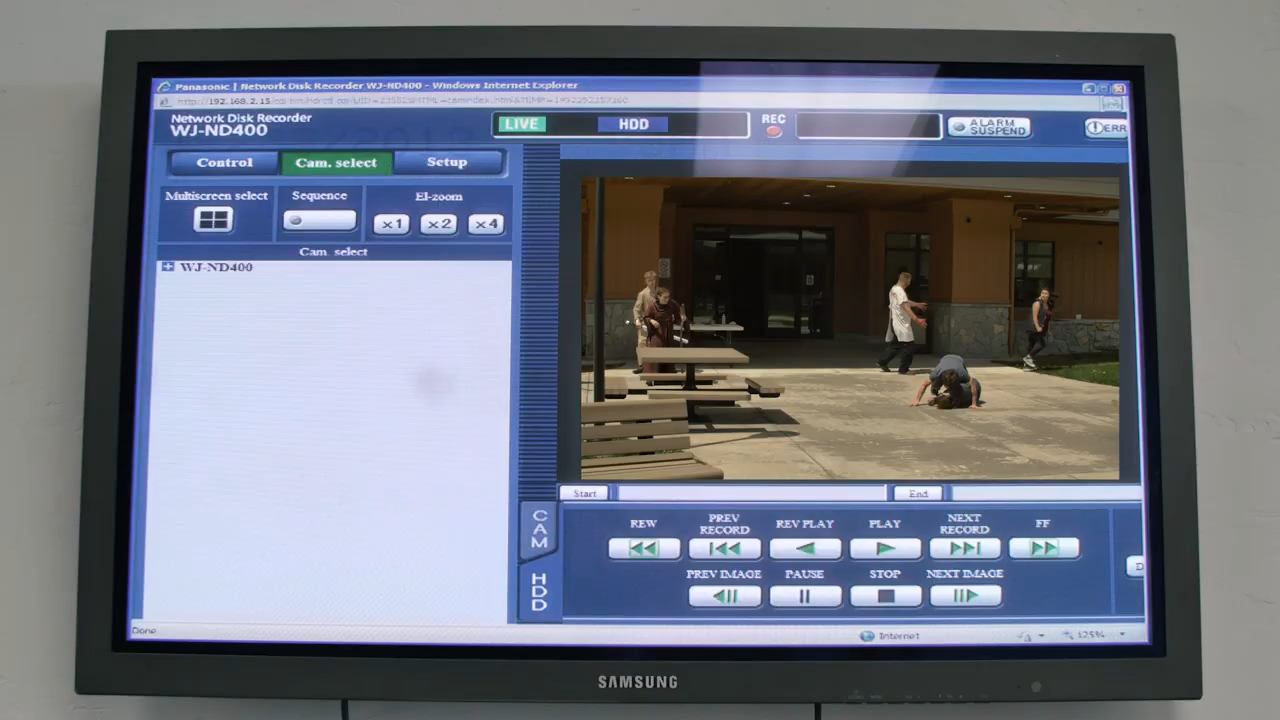 Panasonic | Network Disk Recorder WJ-ND400 - Windows Internet Explorer
Network Disk Recorder
WJ-ND400
LIVE
HDD
REC
ALARM
SUSPEND
ERR
Control
Cam. select
Setup
Multiscreen select
Sequence
El-zoom
x1
x2
x4
Cam. select
WJ-ND400
Start
End
CAM
HDD
REW
PREV
RECORD
REV PLAY
PLAY
NEXT
RECORD
FF
PREV IMAGE
PAUSE
STOP
NEXT IMAGE
D
Done
Internet
125%
SAMSUNG